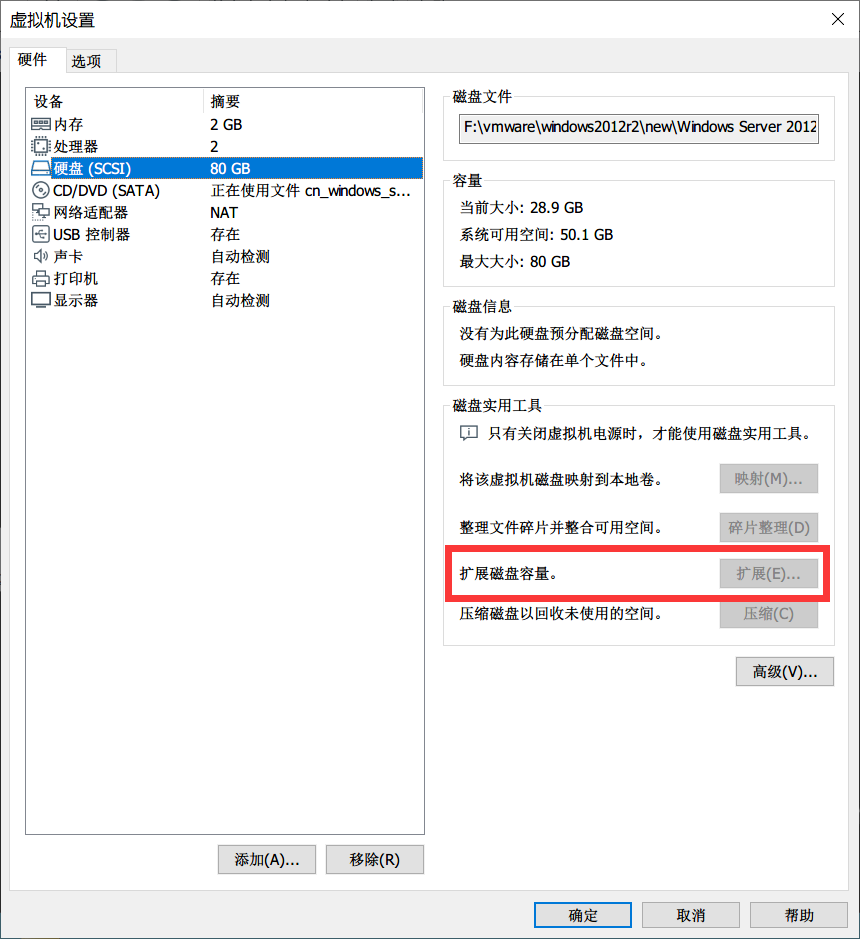 虚拟机设置
硬件 选项
设备 摘要
内存 2 GB
处理器 2
硬盘 (SCSI) 80 GB
CD/DVD (SATA) 正在使用文件 cn_windows_s...
网络适配器 NAT
USB 控制器 存在
声卡 自动检测
打印机 存在
显示器 自动检测
添加(A)... 移除(R)
磁盘文件
F:\vmware\windows2012r2\new\Windows Server 2012
容量
当前大小: 28.9 GB
系统可用空间: 50.1 GB
最大大小: 80 GB
磁盘信息
没有为此硬盘预分配磁盘空间。
硬盘内容存储在单个文件中。
磁盘实用工具
只有关闭虚拟机电源时，才能使用磁盘实用工具。
将该虚拟机磁盘映射到本地卷。 映射(M)...
整理文件碎片并整合可用空间。 碎片整理(D)
扩展磁盘容量。 扩展(E)...
压缩磁盘以回收未使用的空间。 压缩(C)
高级(V)...
确定 取消 帮助